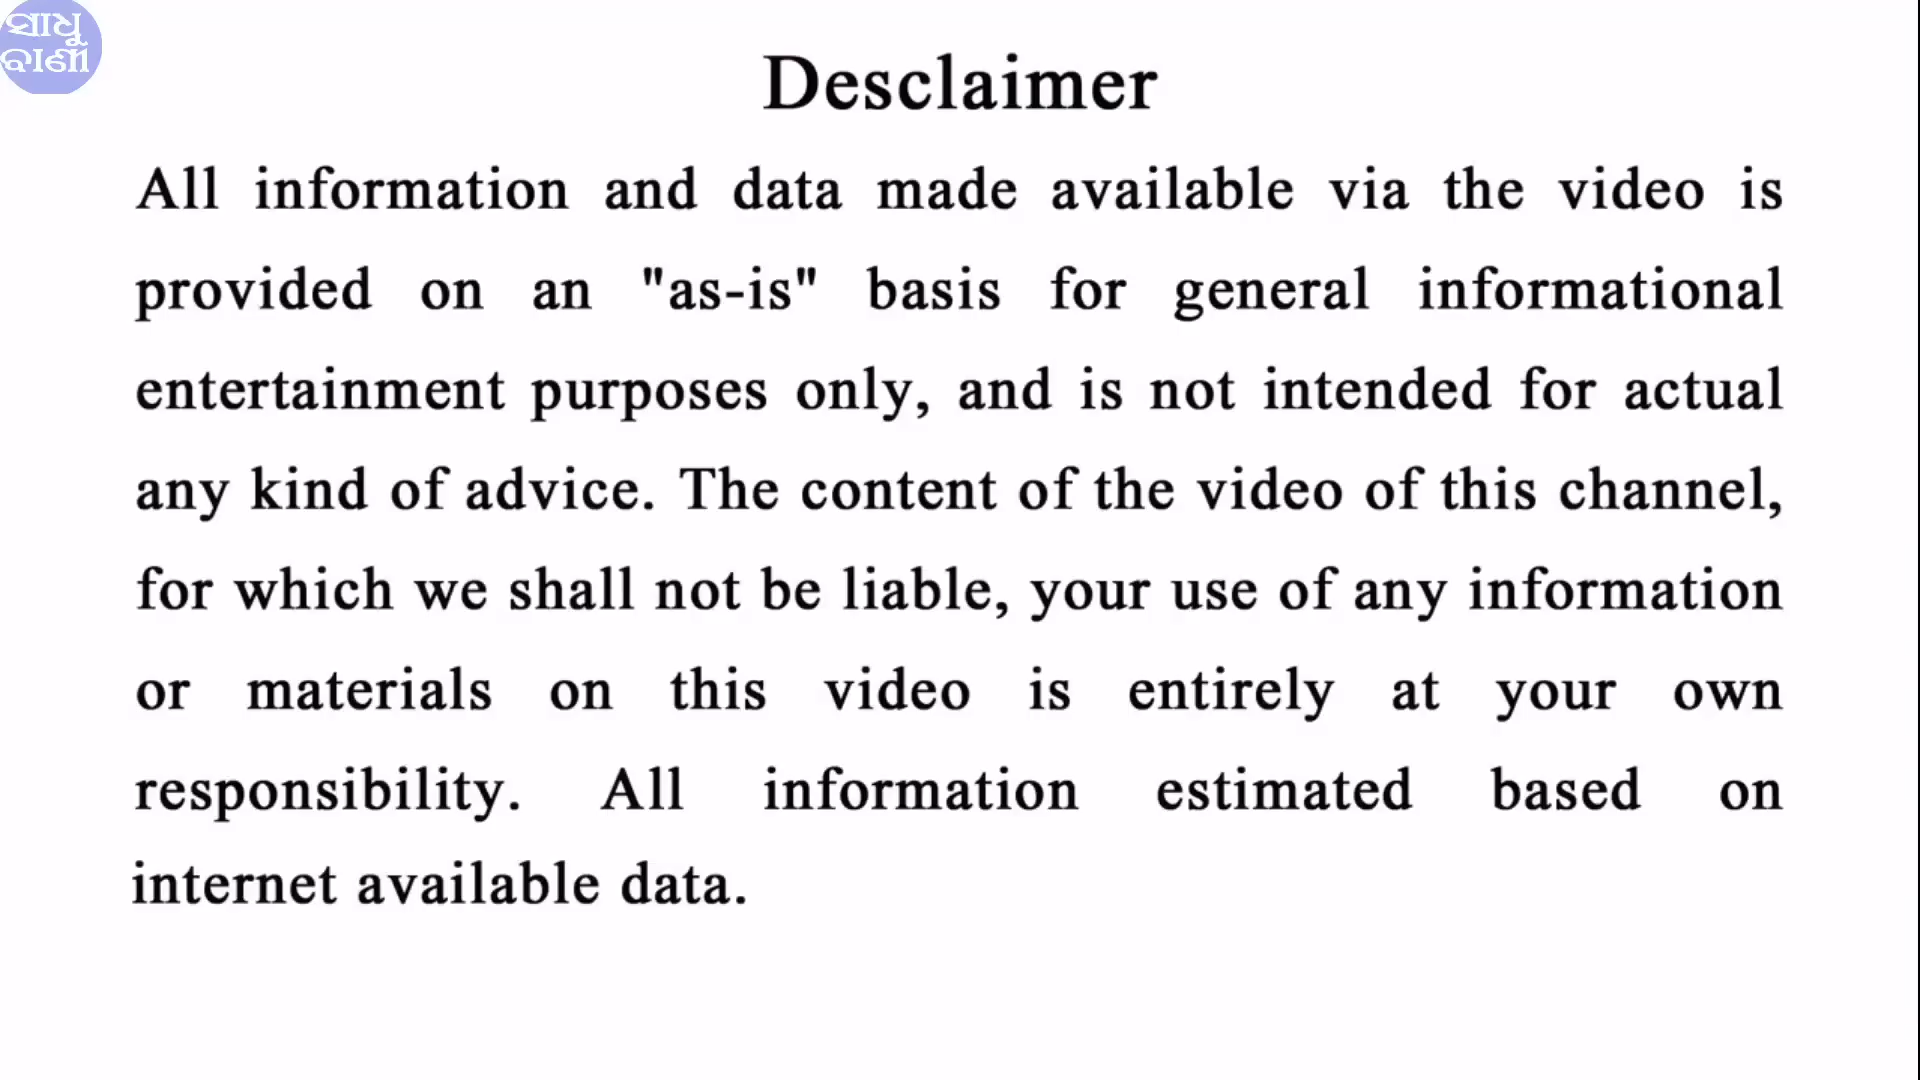 ସାଧୁ
ବାଣୀ
Desclaimer
All information and data made available via the video is
provided on an "as-is" basis for general informational
entertainment purposes only, and is not intended for actual
any kind of advice. The content of the video of this channel,
for which we shall not be liable, your use of any information
or materials on this video is entirely at your own
responsibility. All information estimated based on
internet available data.